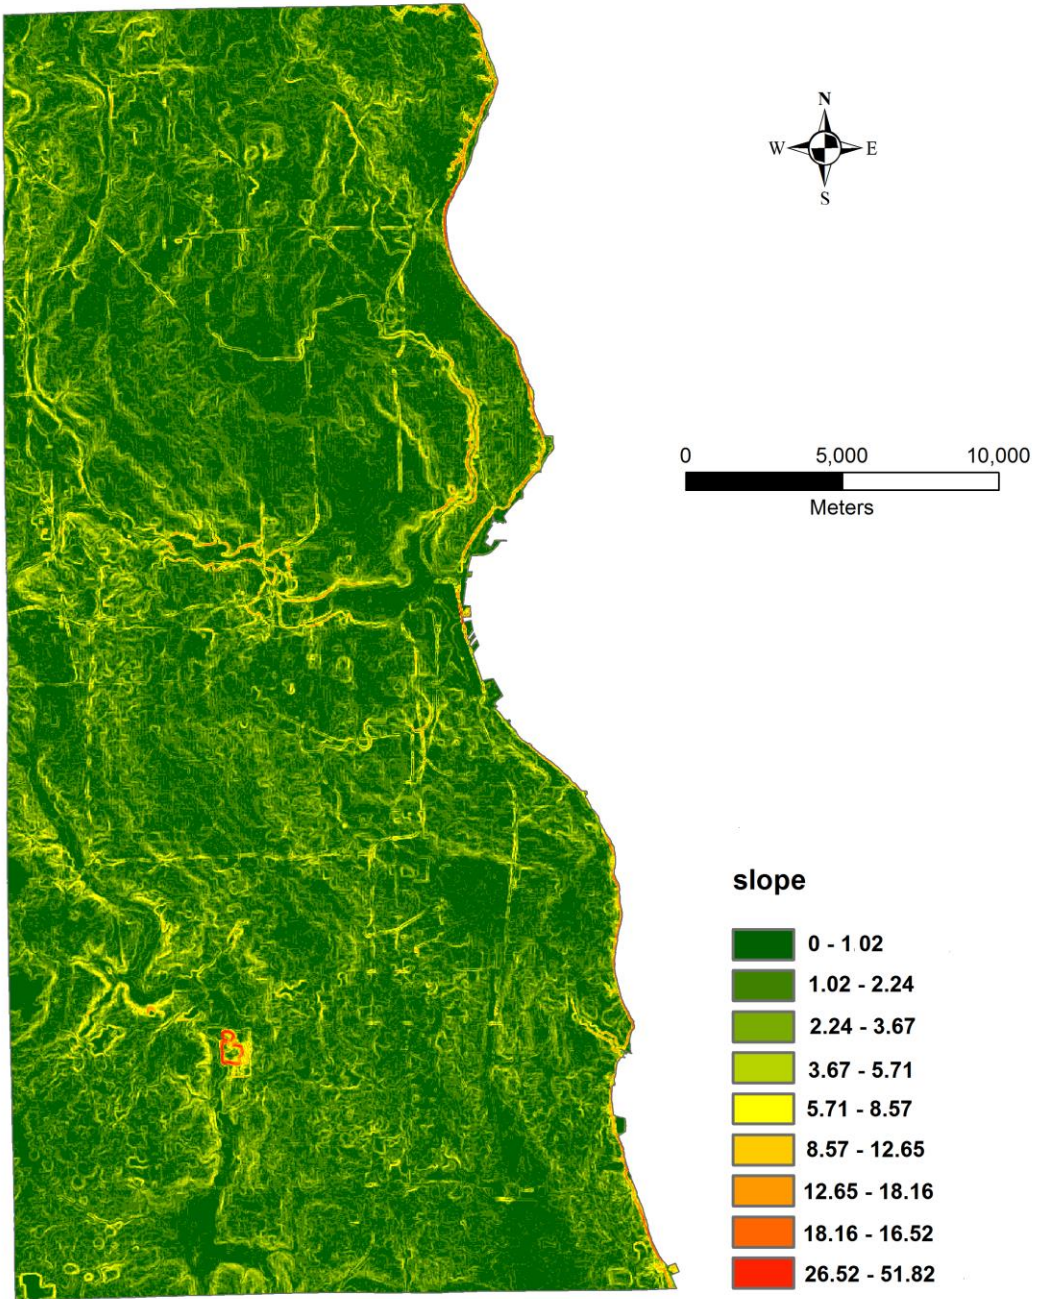 N
W E
S
0 5,000 10,000
Meters
slope
0 - 1.02
1.02 - 2.24
2.24 - 3.67
3.67 - 5.71
5.71 - 8.57
8.57 - 12.65
12.65 - 18.16
18.16 - 16.52
26.52 - 51.82